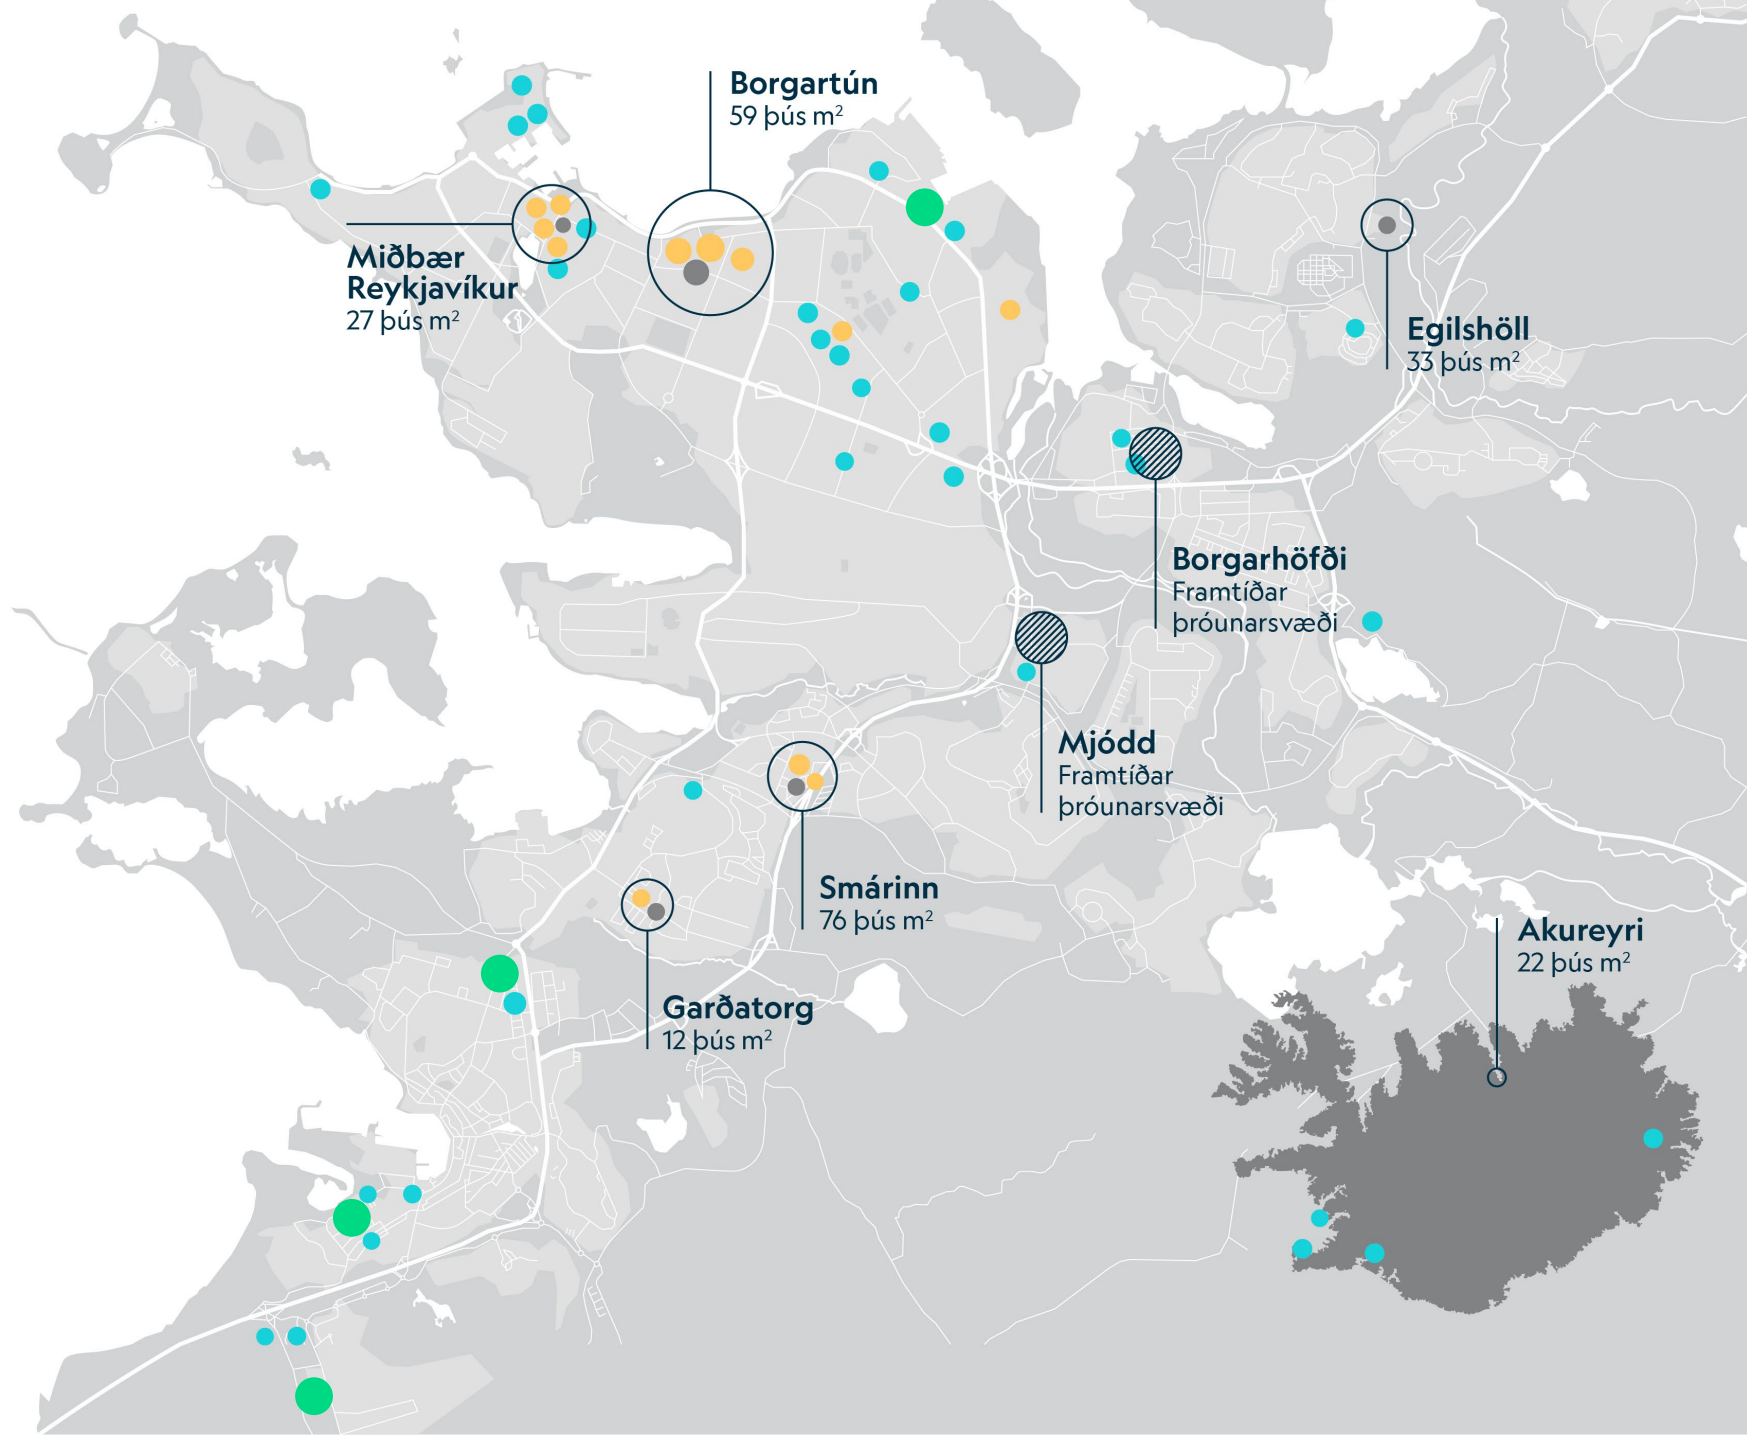 Borgartún
59 þús m²
Miðbær
Reykjavíkur
27 þús m²
Egilshöll
33 þús m²
Borgarhöfði
Framtíðar
þróunarsvæði
Mjódd
Framtíðar
þróunarsvæði
Smárinn
76 þús m²
Akureyri
22 þús m²
Garðatorg
12 þús m²